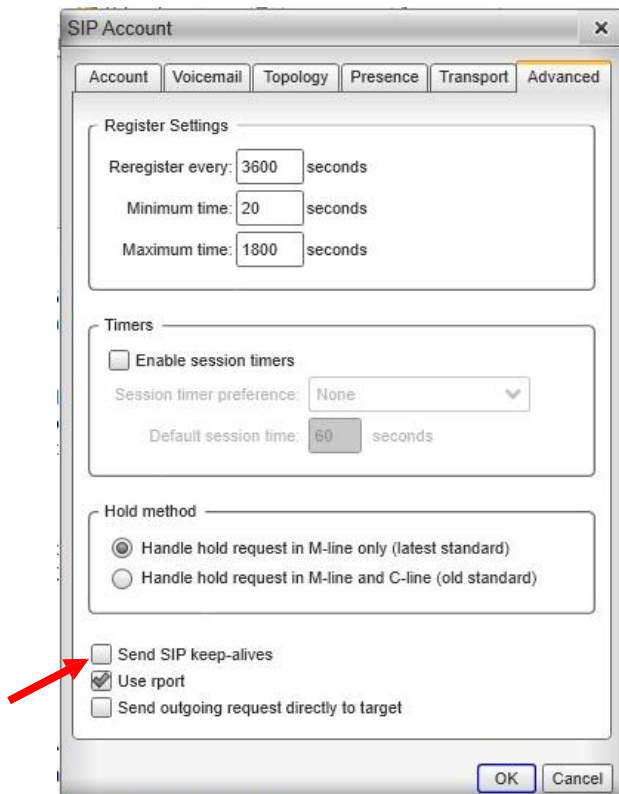 SIP Account
Account Voicemail Topology Presence Transport Advanced
Register Settings
Reregister every: 3600 seconds
Minimum time: 20 seconds
Maximum time: 1800 seconds
Timers
Enable session timers
Session timer preference: None
Default session time: 60 seconds
Hold method
Handle hold request in M-line only (latest standard)
Handle hold request in M-line and C-line (old standard)
Send SIP keep-alives
Use rport
Send outgoing request directly to target
OK Cancel